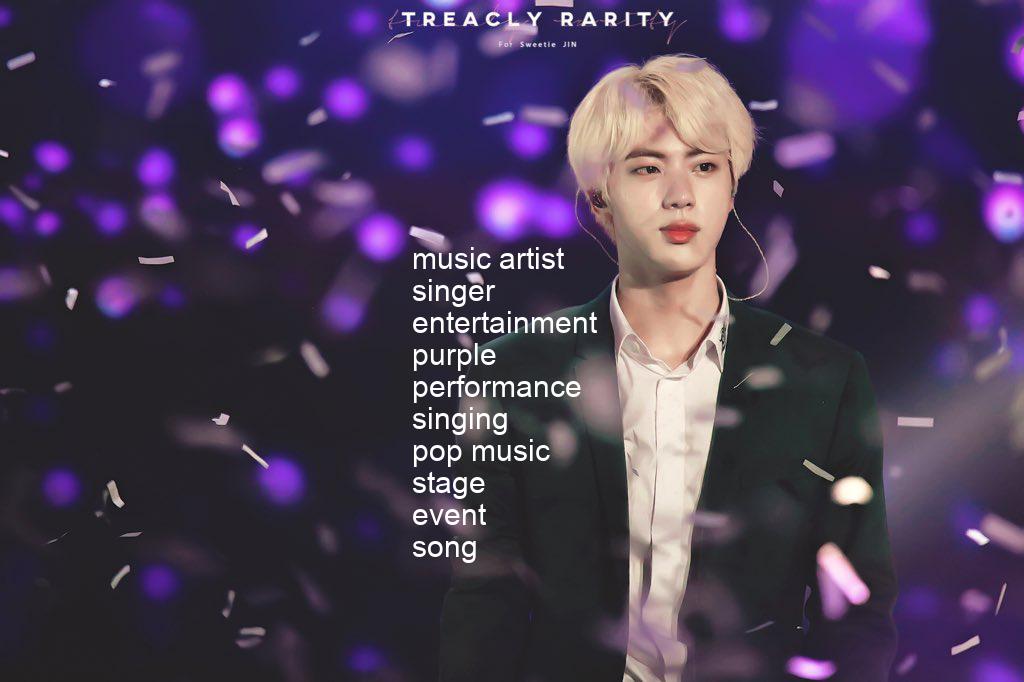 TREACLY RARITY
For Sweetie JIN
music artist
singer
entertainment
purple
performance
singing
pop music
stage
event
song